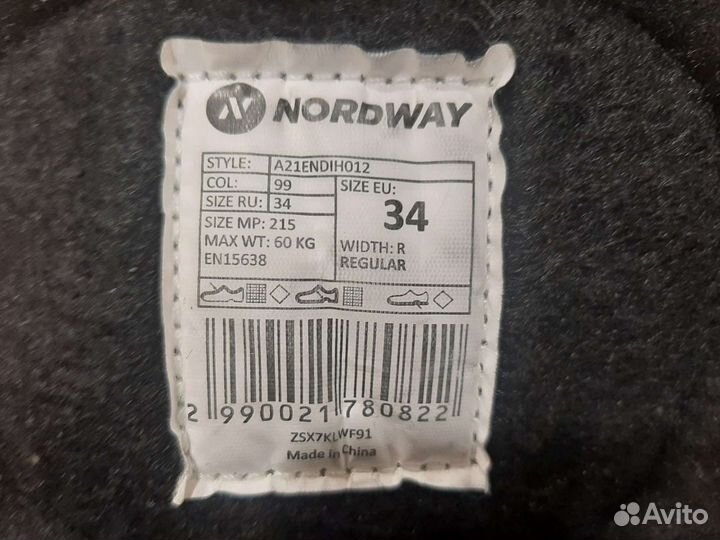 NORDWAY
STYLE: A21ENDIH012
COL: 99
SIZE RU: 34
SIZE MP: 215
MAX WT: 60 KG
EN15638
SIZE EU:
34
WIDTH: R
REGULAR
2 990021 780822
ZSX7KLWF91
Made in China
Avito